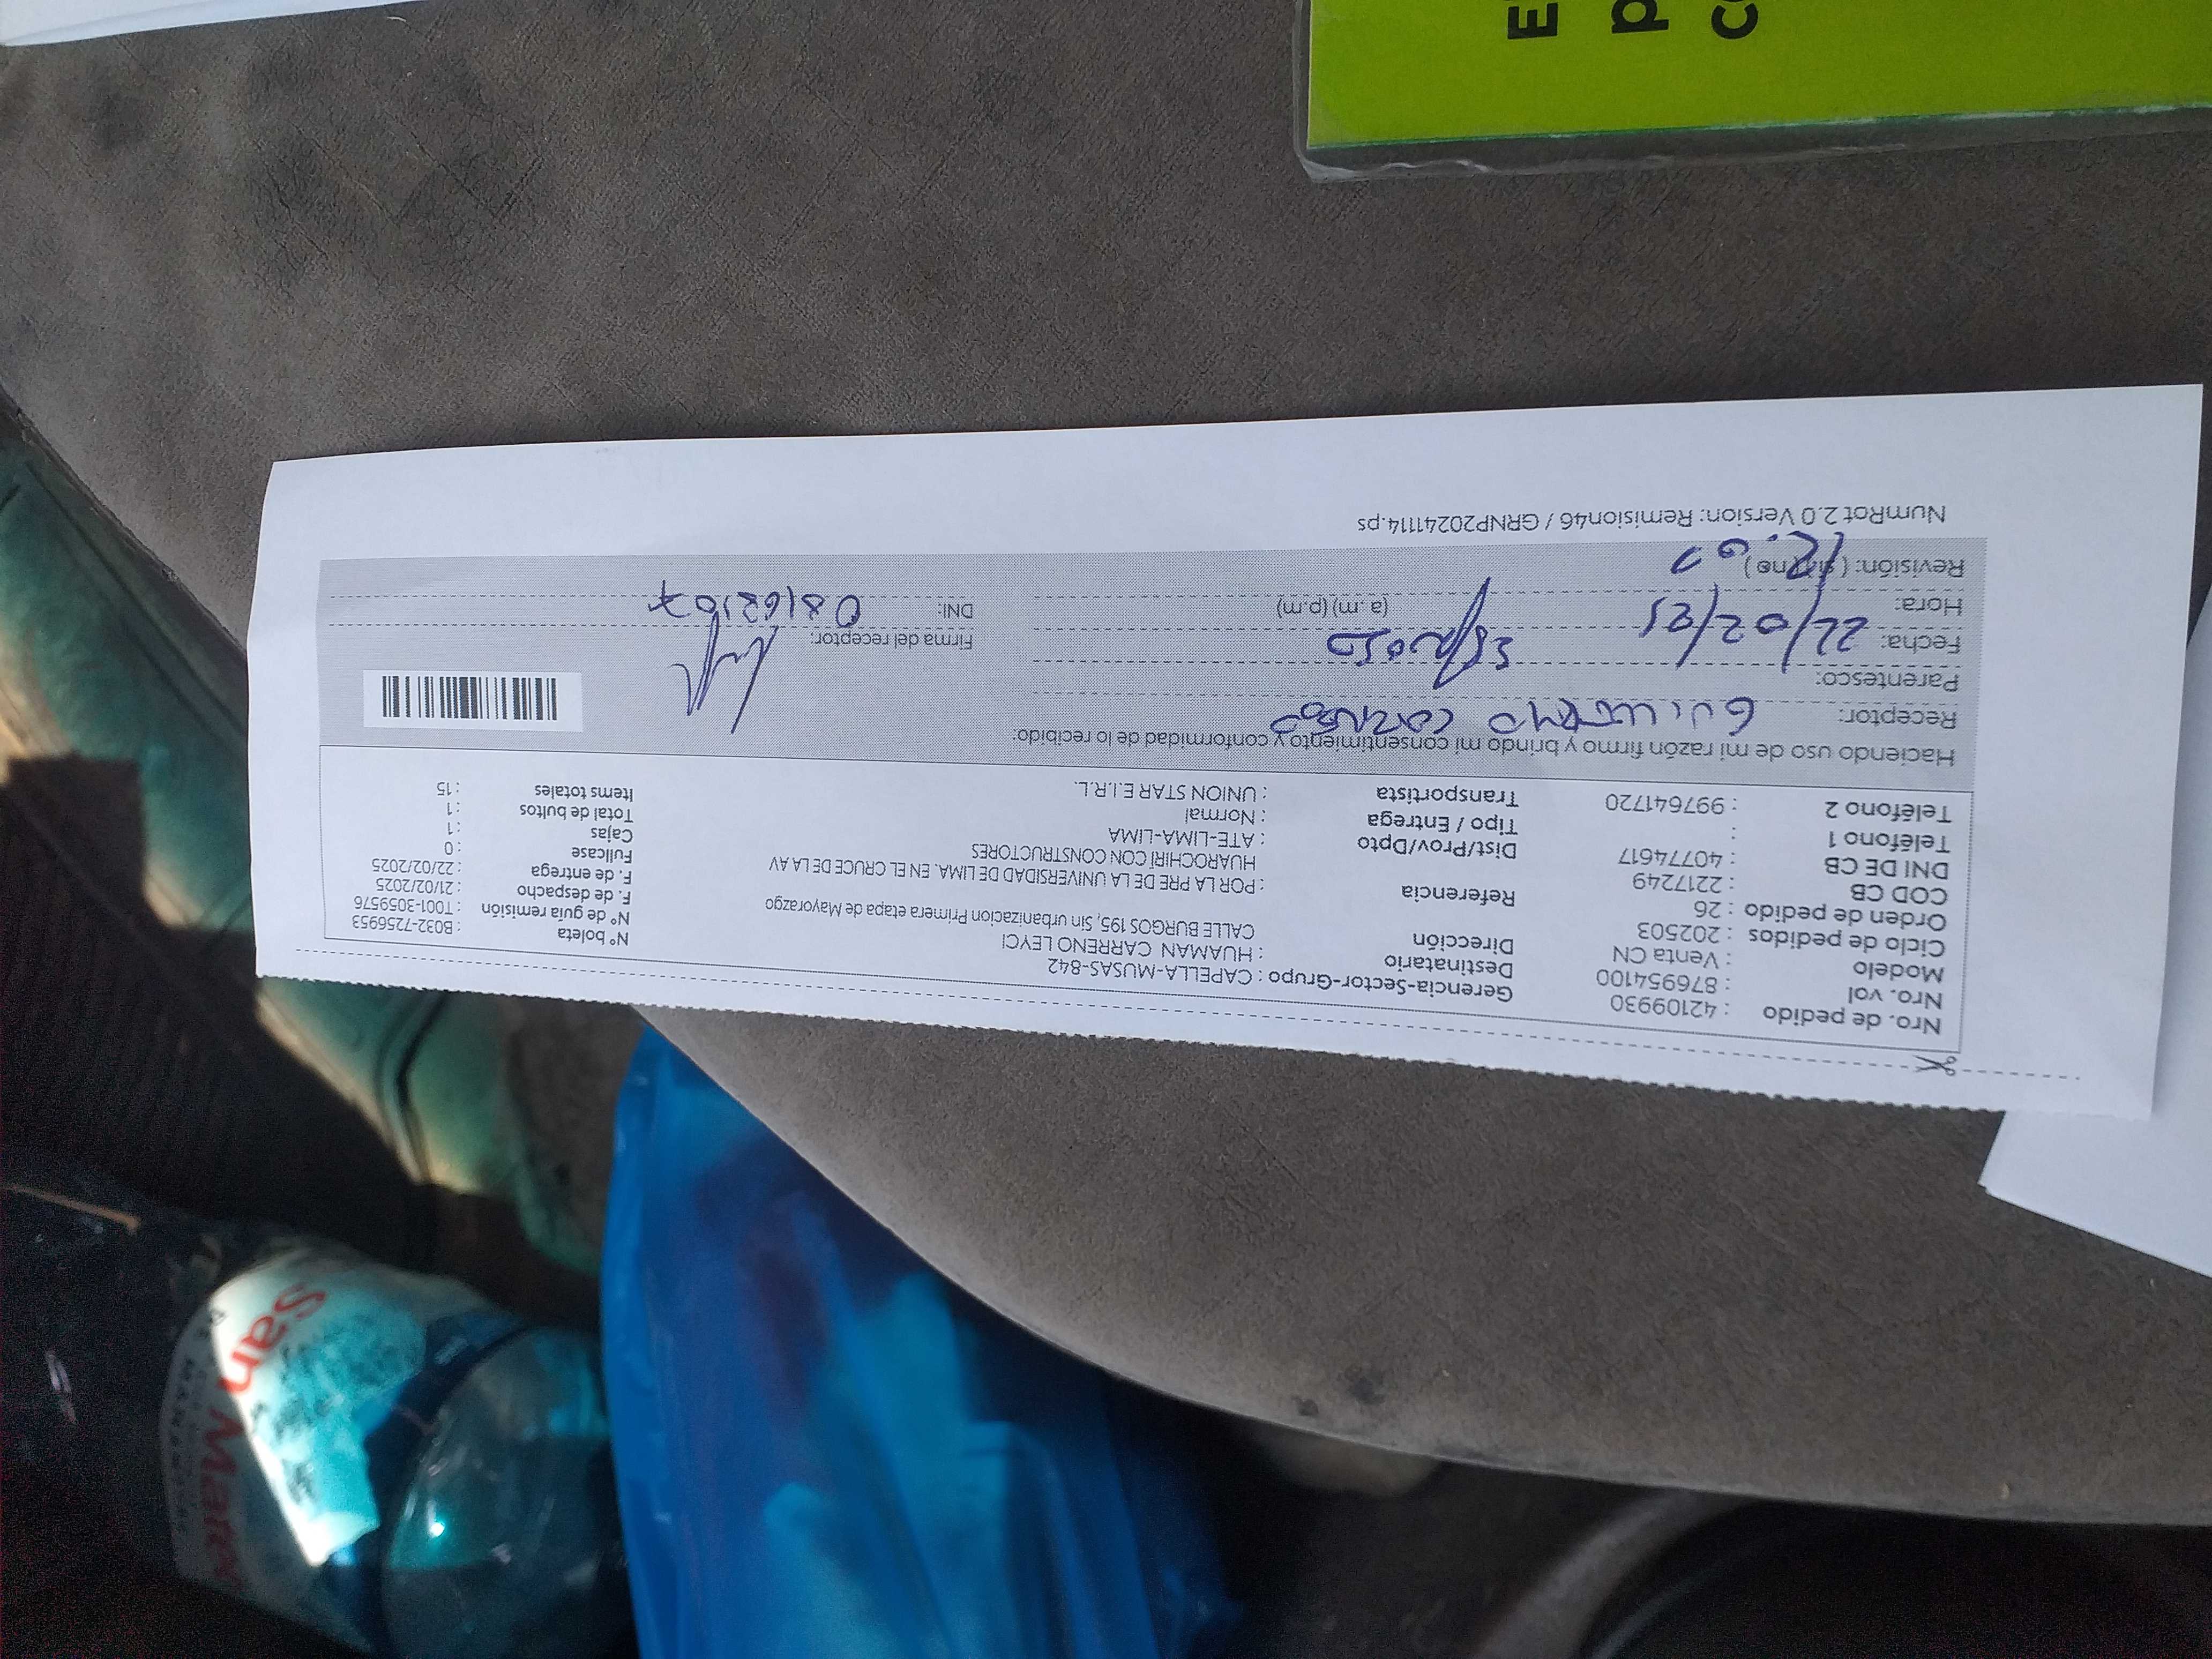 Nro. de pedido : 42109930
Nro. vol : 876954100
Modelo : Venta CN
Ciclo de pedidos : 202503
Orden de pedido : 26
COD CB : 2217249
DNI DE CB : 40774617
Teléfono 1 :
Teléfono 2 : 997641720
Gerencia-Sector-Grupo : CAPELLA-MUSAS-842
Destinatario : HUAMAN CARRENO LEYCI
Dirección CALLE BURGOS 195, Sin urbanizacion Primera etapa de Mayorazgo
Referencia : POR LA PRE DE LA UNIVERSIDAD DE LIMA. EN EL CRUCE DE LA AV
HUAROCHIRÍ CON CONSTRUCTORES
Dist/Prov/Dpto : ATE-LIMA-LIMA
Tipo / Entrega : Normal
Transportista : UNION STAR E.I.R.L.
N° boleta : B032-7256953
N° de guía remisión : T001-3059576
F. de despacho : 21/02/2025
F. de entrega : 22/02/2025
Fullcase : 0
Cajas : 1
Total de bultos : 1
Items totales : 15
Haciendo uso de mi razón firmo y brindo mi consentimiento y conformidad de lo recibido:
Receptor: GUILLERMO
Parentesco: ESPOSO
Fecha: 22/02/25
Hora: (a.m) (p.m)
Revisión: ( si ) ( no )
Firma del receptor:
DNI:
NumRot 2.0 Version: Remision46 / GRNP20241114.ps
San Mateo